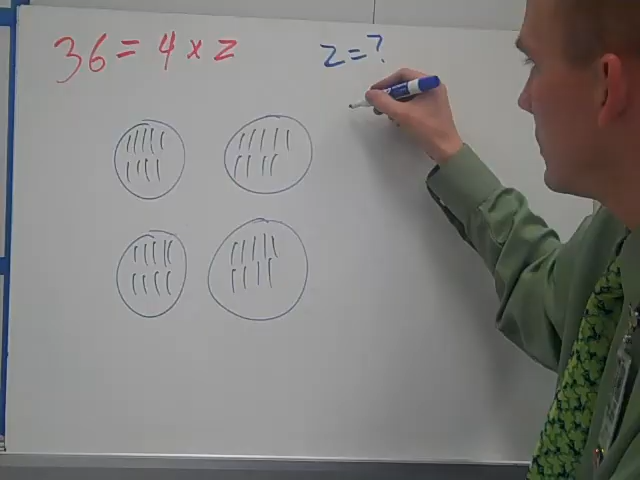 36 = 4 x z
z = ?